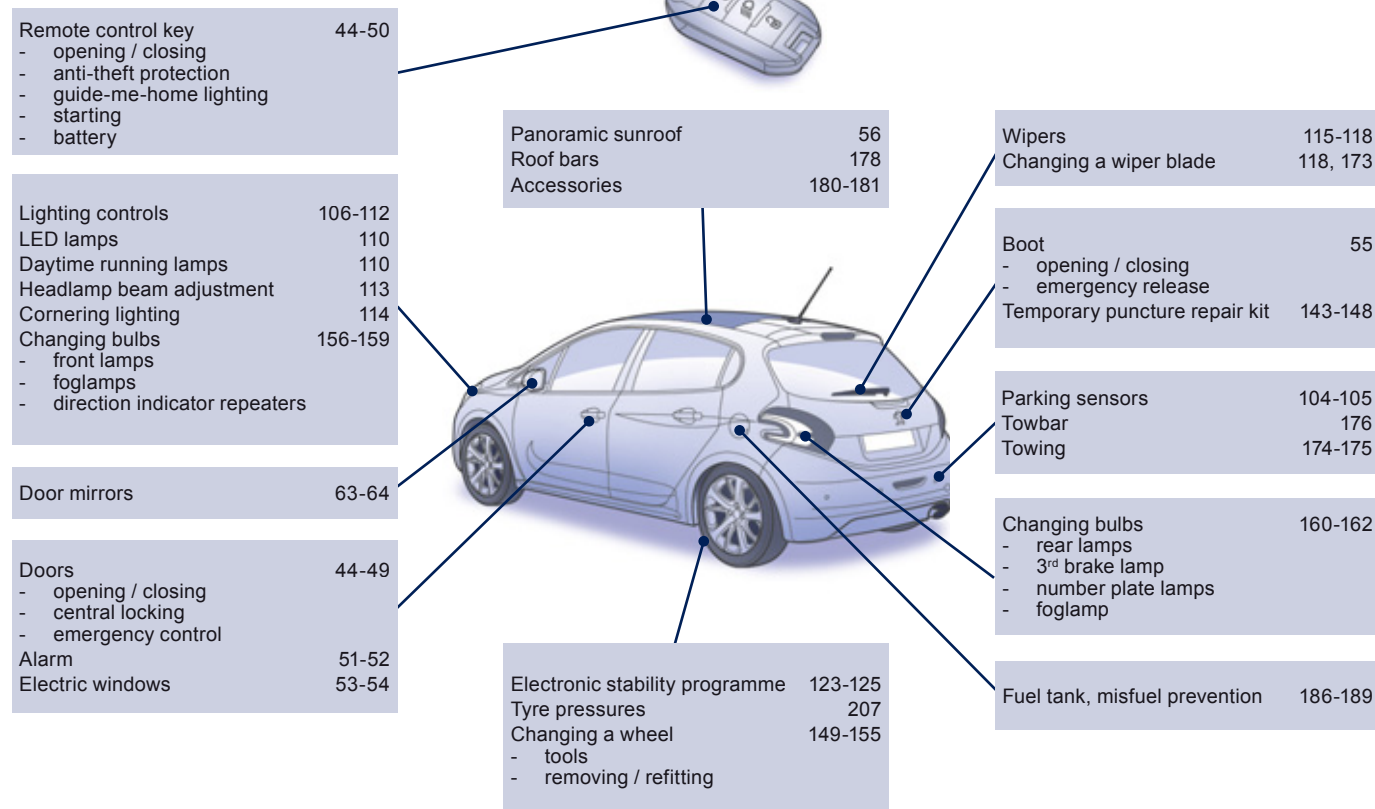 Remote control key 44-50
- opening / closing
- anti-theft protection
- guide-me-home lighting
- starting
- battery
Lighting controls 106-112
LED lamps 110
Daytime running lamps 110
Headlamp beam adjustment 113
Cornering lighting 114
Changing bulbs 156-159
- front lamps
- foglamps
- direction indicator repeaters
Door mirrors 63-64
Doors 44-49
- opening / closing
- central locking
- emergency control
Alarm 51-52
Electric windows 53-54
Panoramic sunroof 56
Roof bars 178
Accessories 180-181
Electronic stability programme 123-125
Tyre pressures 207
Changing a wheel 149-155
- tools
- removing / refitting
Wipers 115-118
Changing a wiper blade 118, 173
Boot 55
- opening / closing
- emergency release
Temporary puncture repair kit 143-148
Parking sensors 104-105
Towbar 176
Towing 174-175
Changing bulbs 160-162
- rear lamps
- 3rd brake lamp
- number plate lamps
- foglamp
Fuel tank, misfuel prevention 186-189